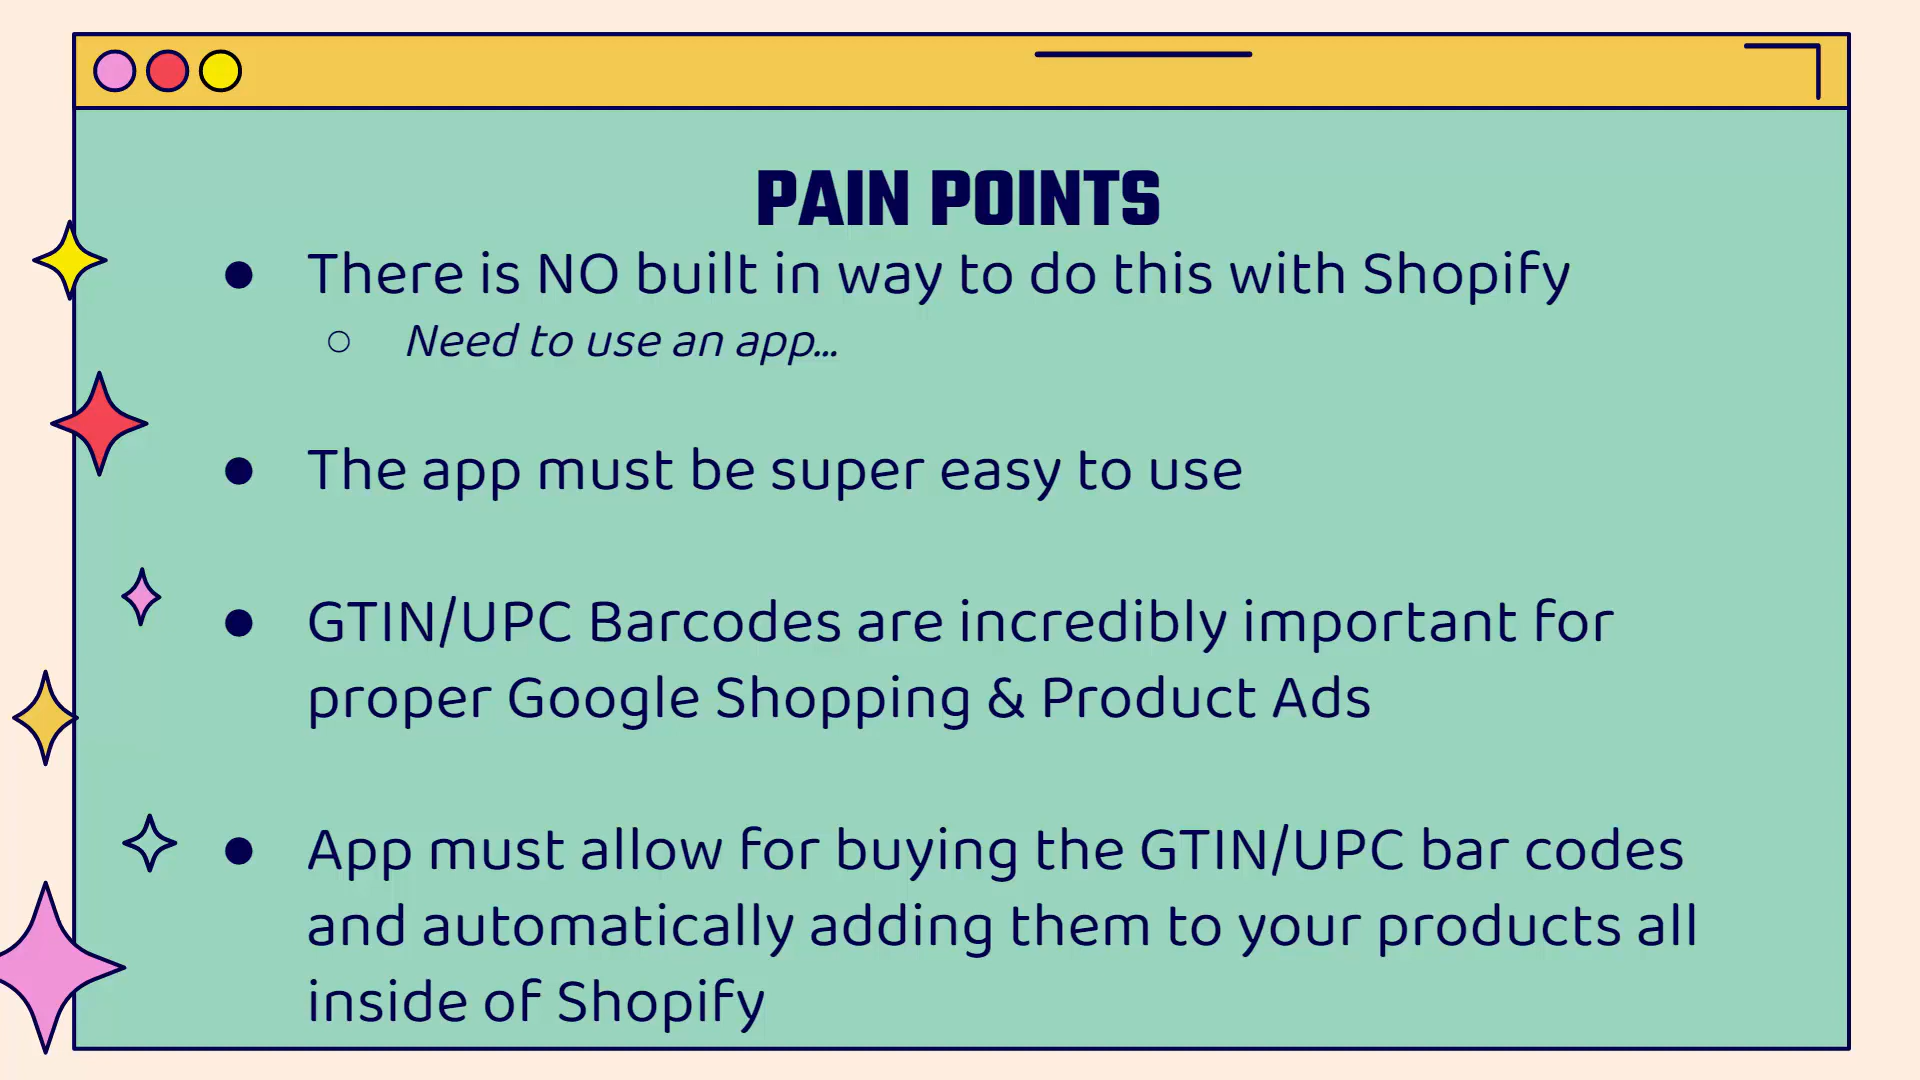 PAIN POINTS
● There is NO built in way to do this with Shopify
○ Need to use an app...
● The app must be super easy to use
● GTIN/UPC Barcodes are incredibly important for
proper Google Shopping & Product Ads
● App must allow for buying the GTIN/UPC bar codes
and automatically adding them to your products all
inside of Shopify